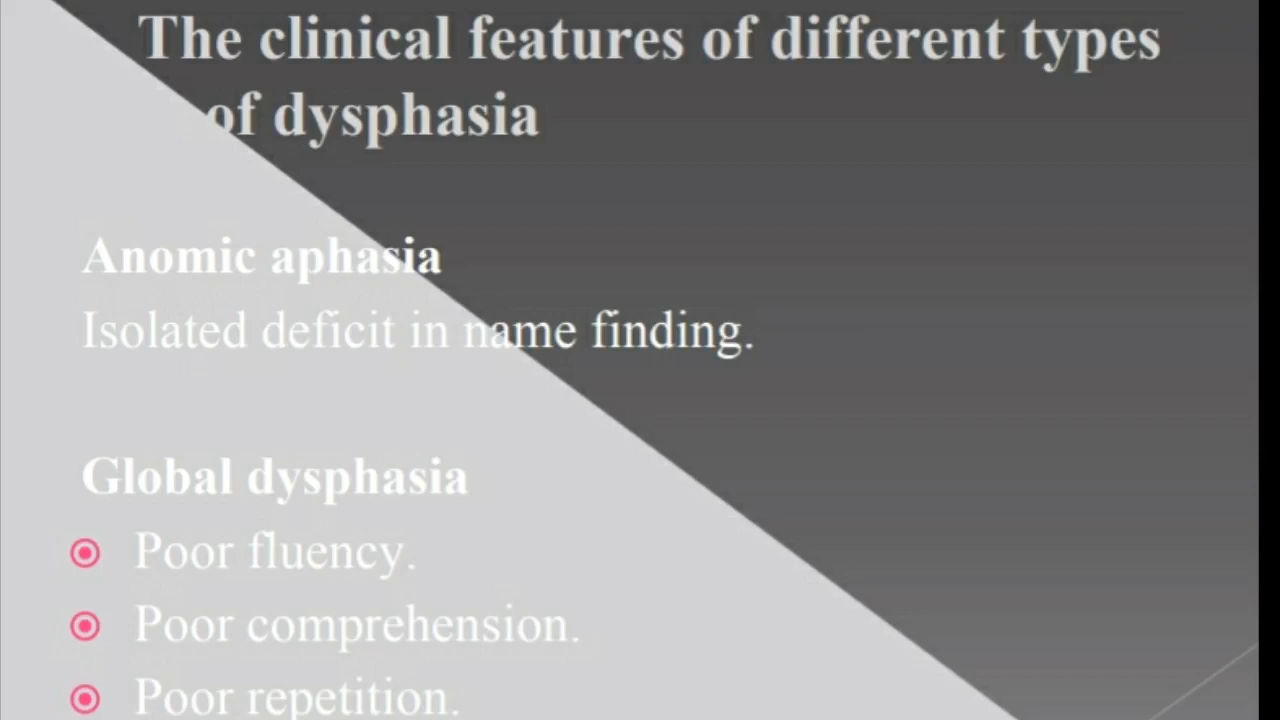 The clinical features of different types
of dysphasia
Anomic aphasia
Isolated deficit in name finding.
Global dysphasia
Poor fluency.
Poor comprehension.
Poor repetition.